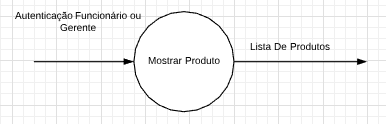 Autenticação Funcionário ou
Gerente
Mostrar Produto
Lista De Produtos